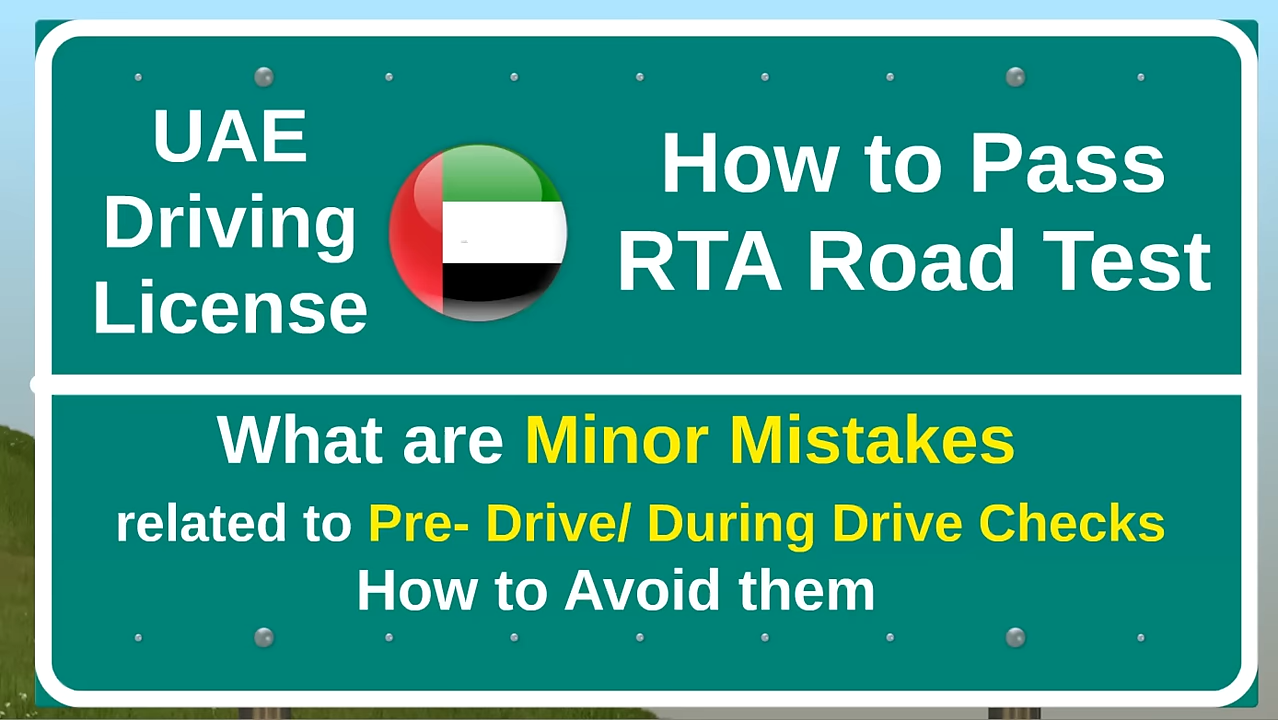 UAE
Driving
License
How to Pass
RTA Road Test
What are Minor Mistakes
related to Pre- Drive/ During Drive Checks
How to Avoid them